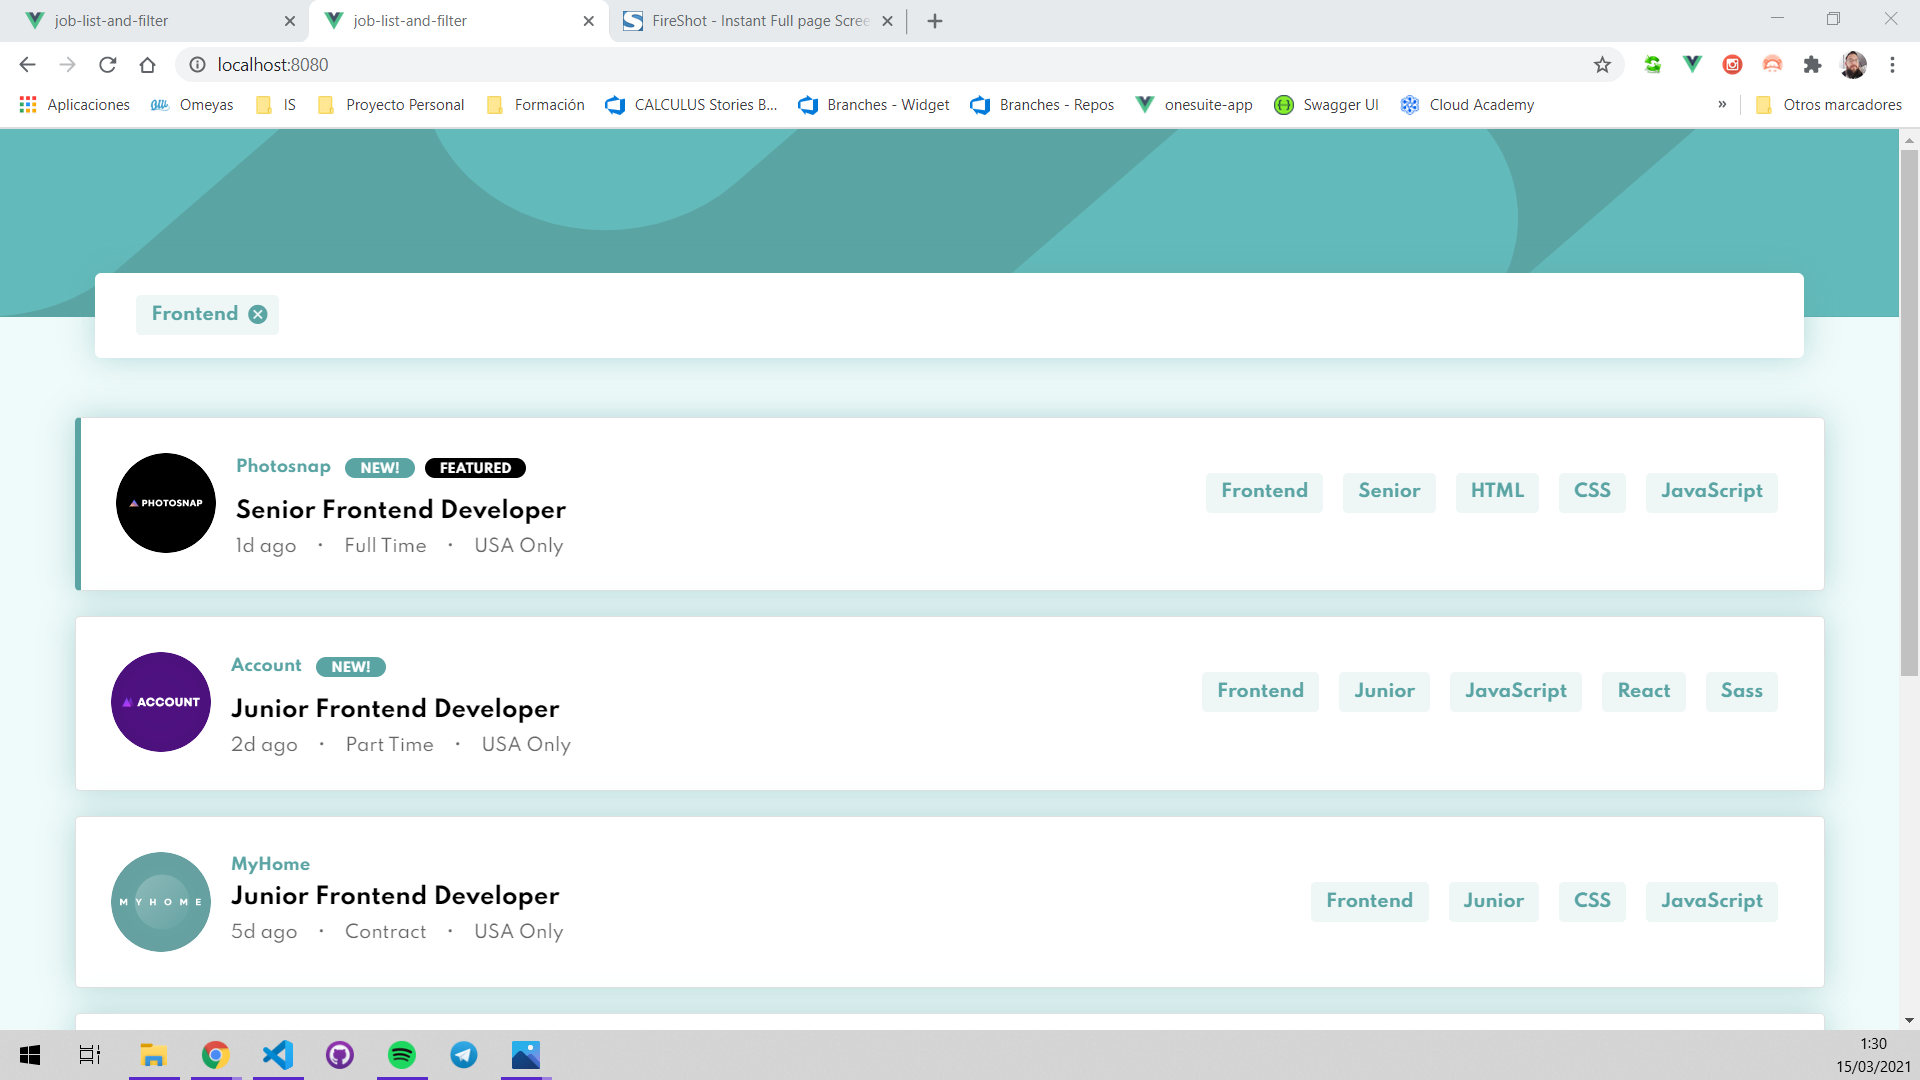 job-list-and-filter
job-list-and-filter
FireShot - Instant Full page Scree
localhost:8080
Aplicaciones
Omeyas
IS
Proyecto Personal
Formación
CALCULUS Stories B...
Branches - Widget
Branches - Repos
onesuite-app
Swagger UI
Cloud Academy
»
Otros marcadores
Frontend
PHOTOSNAP
Photosnap NEW! FEATURED
Senior Frontend Developer
1d ago · Full Time · USA Only
Frontend Senior HTML CSS JavaScript
ACCOUNT
Account NEW!
Junior Frontend Developer
2d ago · Part Time · USA Only
Frontend Junior JavaScript React Sass
MYHOME
MyHome
Junior Frontend Developer
5d ago · Contract · USA Only
Frontend Junior CSS JavaScript
1:30
15/03/2021